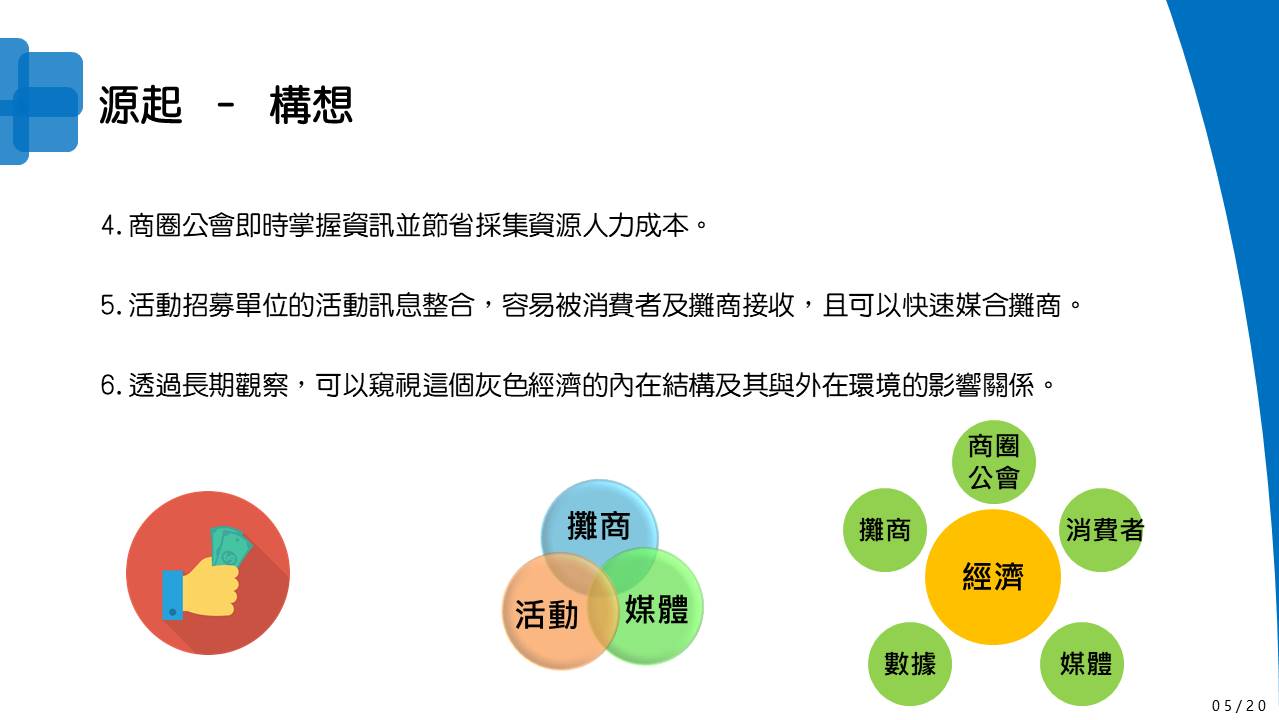 源起 - 構想
4.商圈公會即時掌握資訊並節省採集資源人力成本。
5.活動招募單位的活動訊息整合，容易被消費者及攤商接收，且可以快速媒合攤商。
6.透過長期觀察，可以窺視這個灰色經濟的內在結構及其與外在環境的影響關係。
攤商
活動
媒體
商圈
公會
攤商
消費者
經濟
數據
媒體
05/20